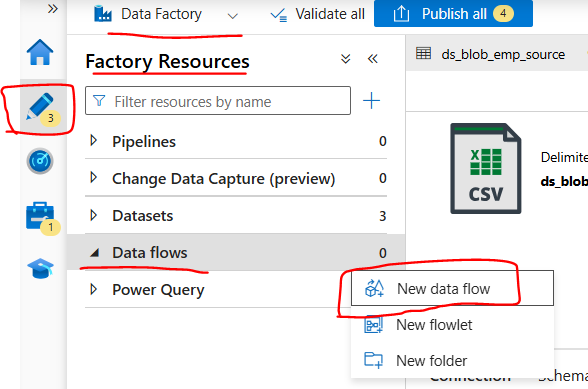 Data Factory
Validate all
Publish all 4
Factory Resources
ds_blob_emp_source
Filter resources by name
3
Pipelines 0
Change Data Capture (preview) 0
Datasets 3
Data flows 0
Power Query
1
CSV
Delimite
ds_blob
New data flow
New flowlet
New folder
Connection Schema